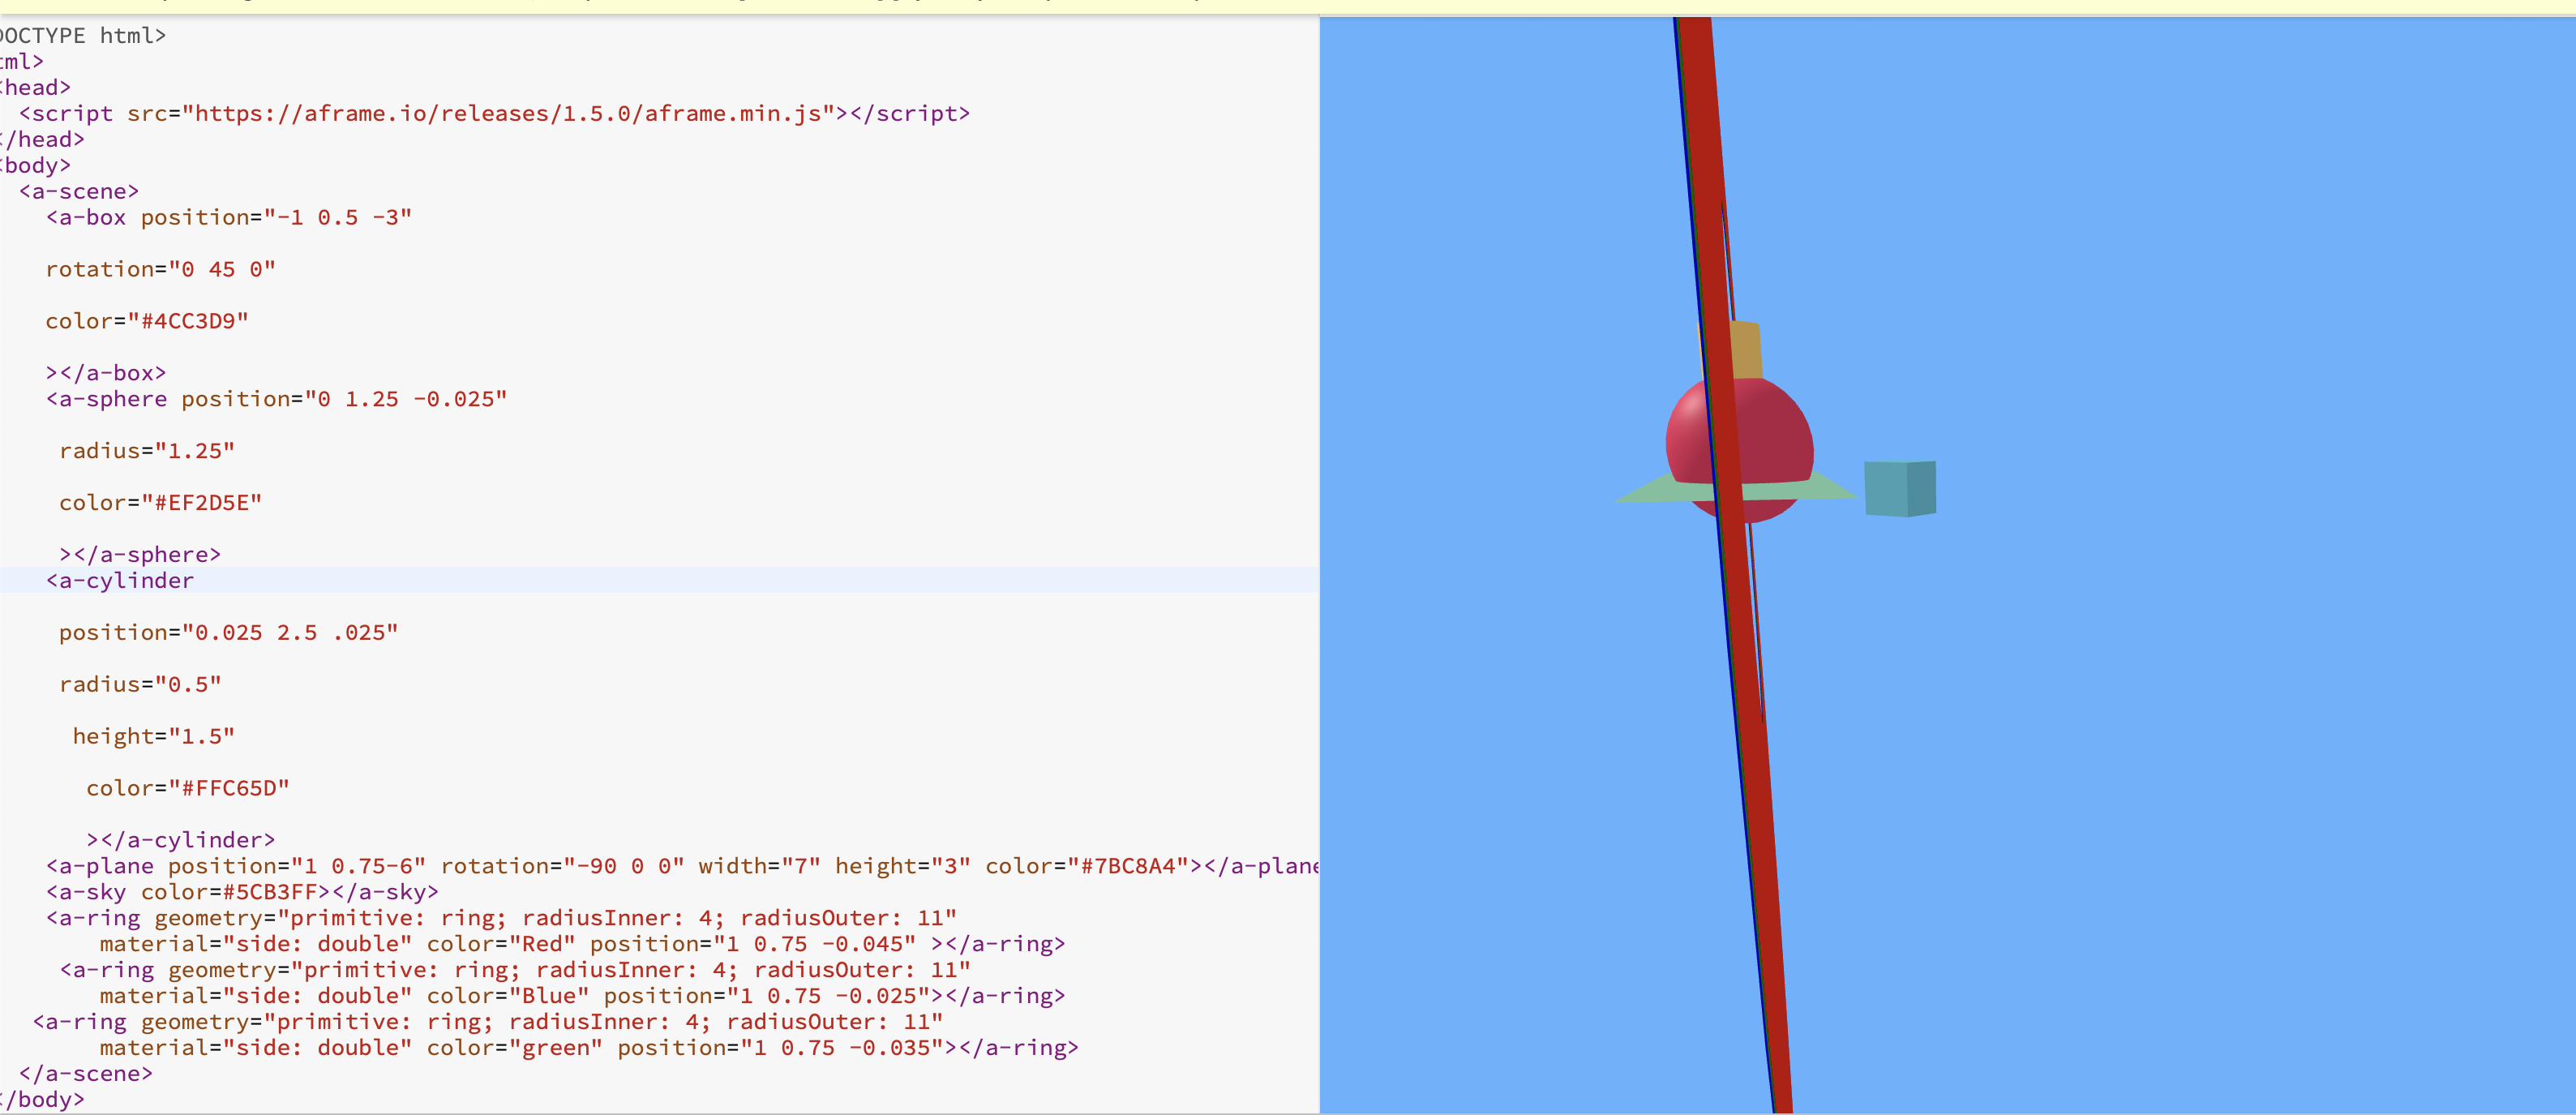 DOCTYPE html>
tml>
<head>
<script src="https://aframe.io/releases/1.5.0/aframe.min.js"></script>
</head>
<body>
<a-scene>
<a-box position="-1 0.5 -3"
rotation="0 45 0"
color="#4CC3D9"
></a-box>
<a-sphere position="0 1.25 -0.025"
radius="1.25"
color="#EF2D5E"
></a-sphere>
<a-cylinder
position="0.025 2.5 .025"
radius="0.5"
height="1.5"
color="#FFC65D"
></a-cylinder>
<a-plane position="1 0.75-6" rotation="-90 0 0" width="7" height="3" color="#7BC8A4"></a-plane
<a-sky color=#5CB3FF></a-sky>
<a-ring geometry="primitive: ring; radiusInner: 4; radiusOuter: 11"
material="side: double" color="Red" position="1 0.75 -0.045" ></a-ring>
<a-ring geometry="primitive: ring; radiusInner: 4; radiusOuter: 11"
material="side: double" color="Blue" position="1 0.75 -0.025"></a-ring>
<a-ring geometry="primitive: ring; radiusInner: 4; radiusOuter: 11"
material="side: double" color="green" position="1 0.75 -0.035"></a-ring>
</a-scene>
</body>